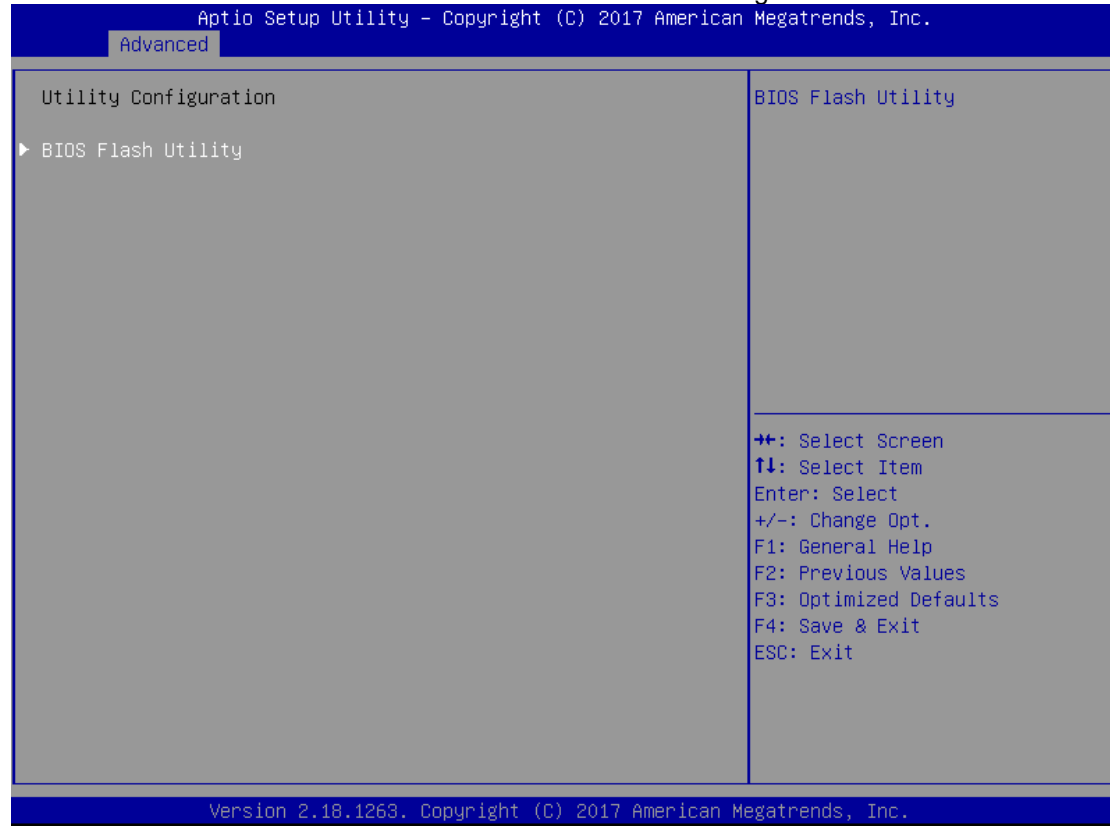 Aptio Setup Utility – Copyright (C) 2017 American Megatrends, Inc.
Advanced
Utility Configuration
▶ BIOS Flash Utility
BIOS Flash Utility
→←: Select Screen
↑↓: Select Item
Enter: Select
+/-: Change Opt.
F1: General Help
F2: Previous Values
F3: Optimized Defaults
F4: Save & Exit
ESC: Exit
Version 2.18.1263. Copyright (C) 2017 American Megatrends, Inc.